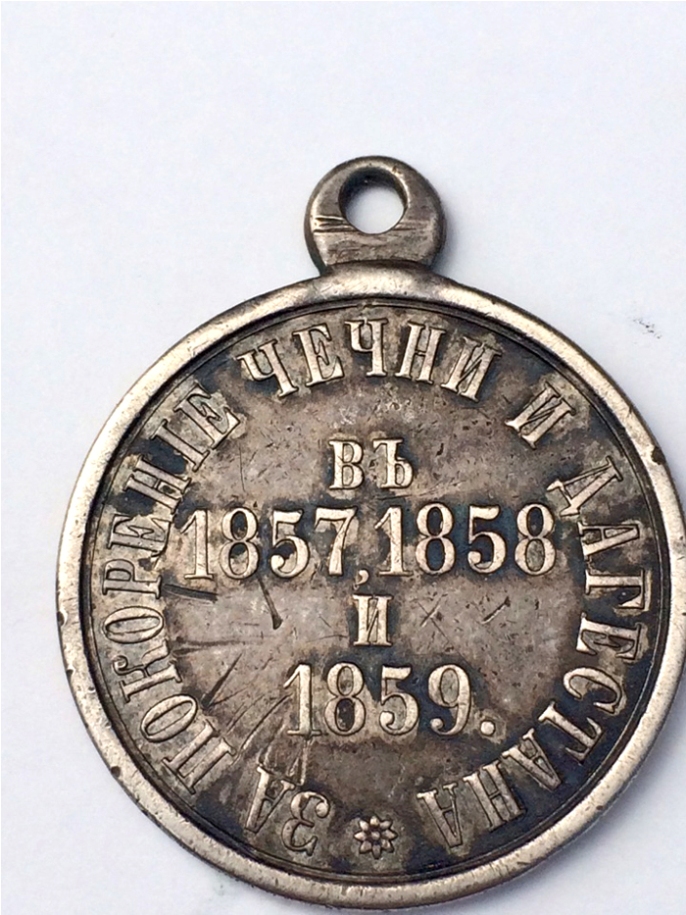 ЗА ПОКОРЕНІЕ ЧЕЧНИ И ДАГЕСТАНА
ВЪ
1857,1858
И
1859.